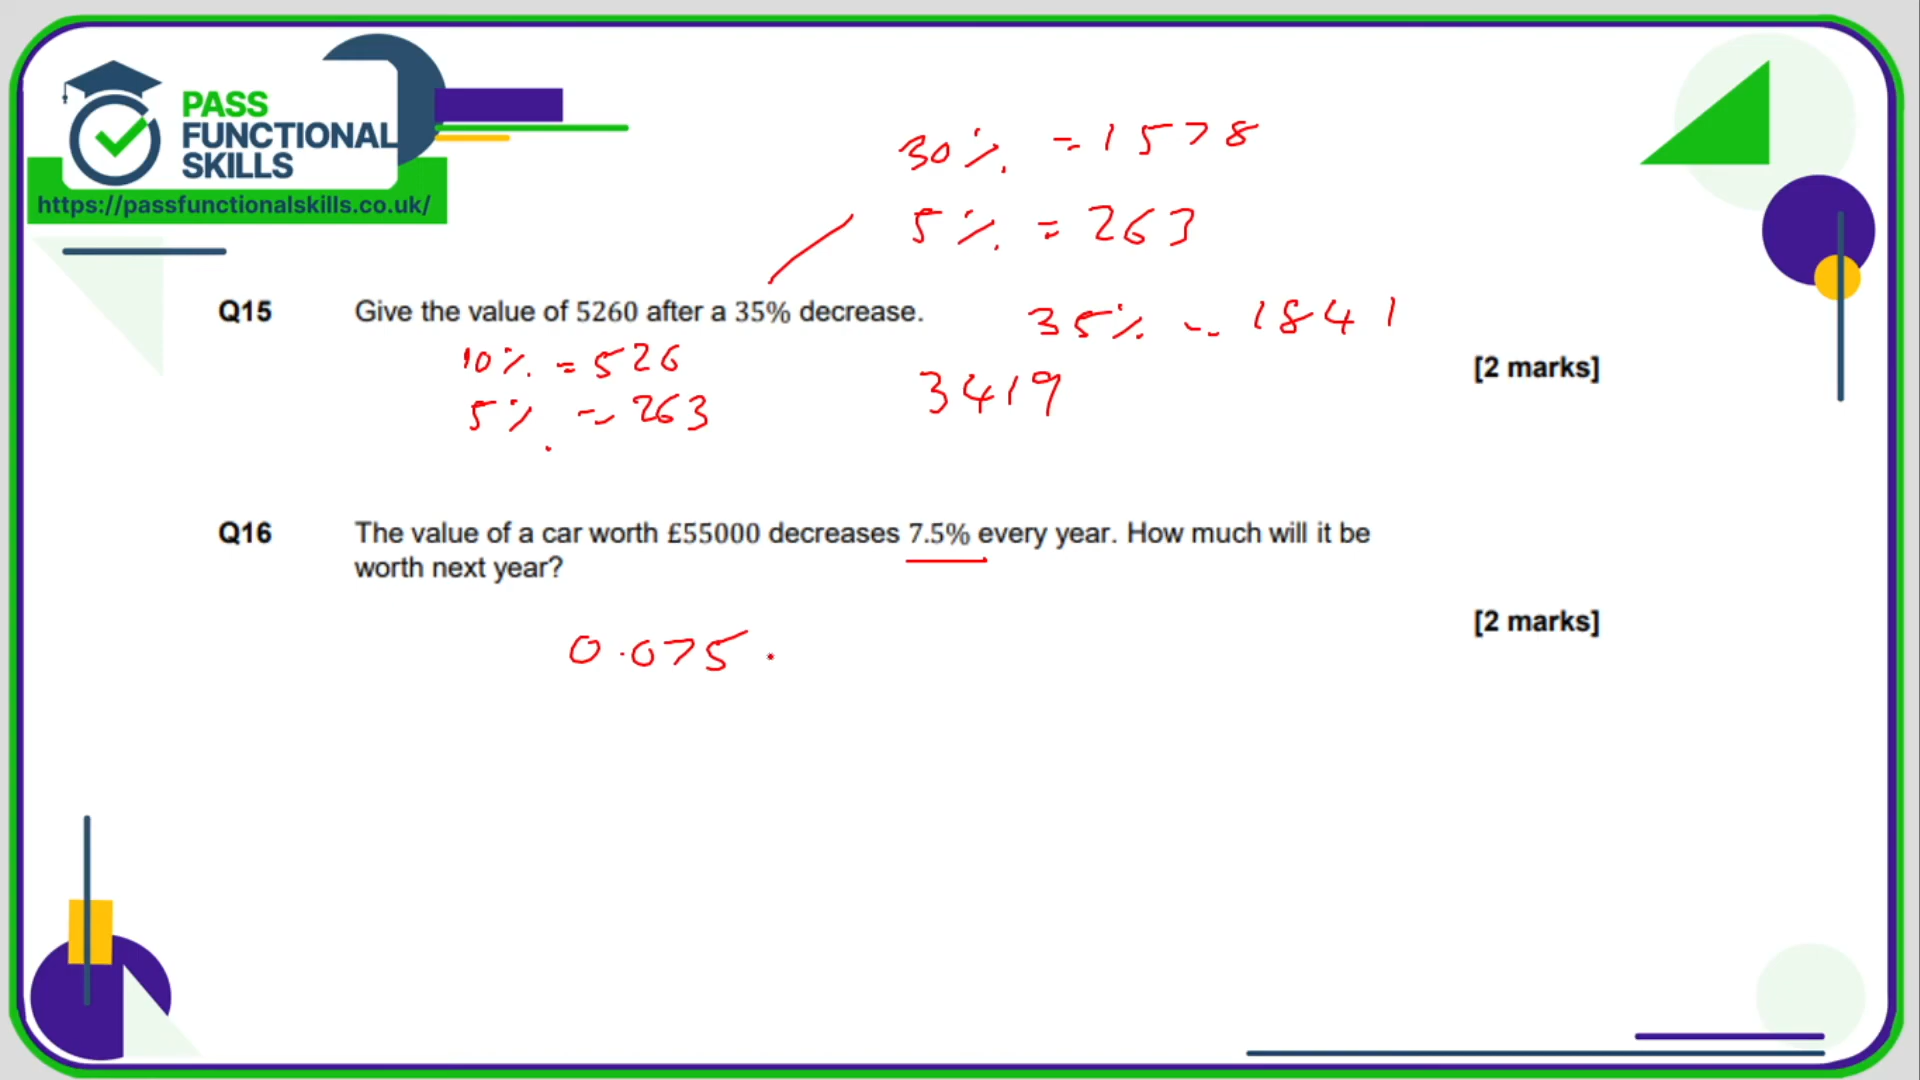 PASS
FUNCTIONAL
SKILLS
https://passfunctionalskills.co.uk/
30% = 1578
5% = 263
Q15 Give the value of 5260 after a 35% decrease.
35% = 1841
10% = 526
[2 marks]
5% = 263
3419
Q16 The value of a car worth £55000 decreases 7.5% every year. How much will it be
worth next year?
[2 marks]
0.075